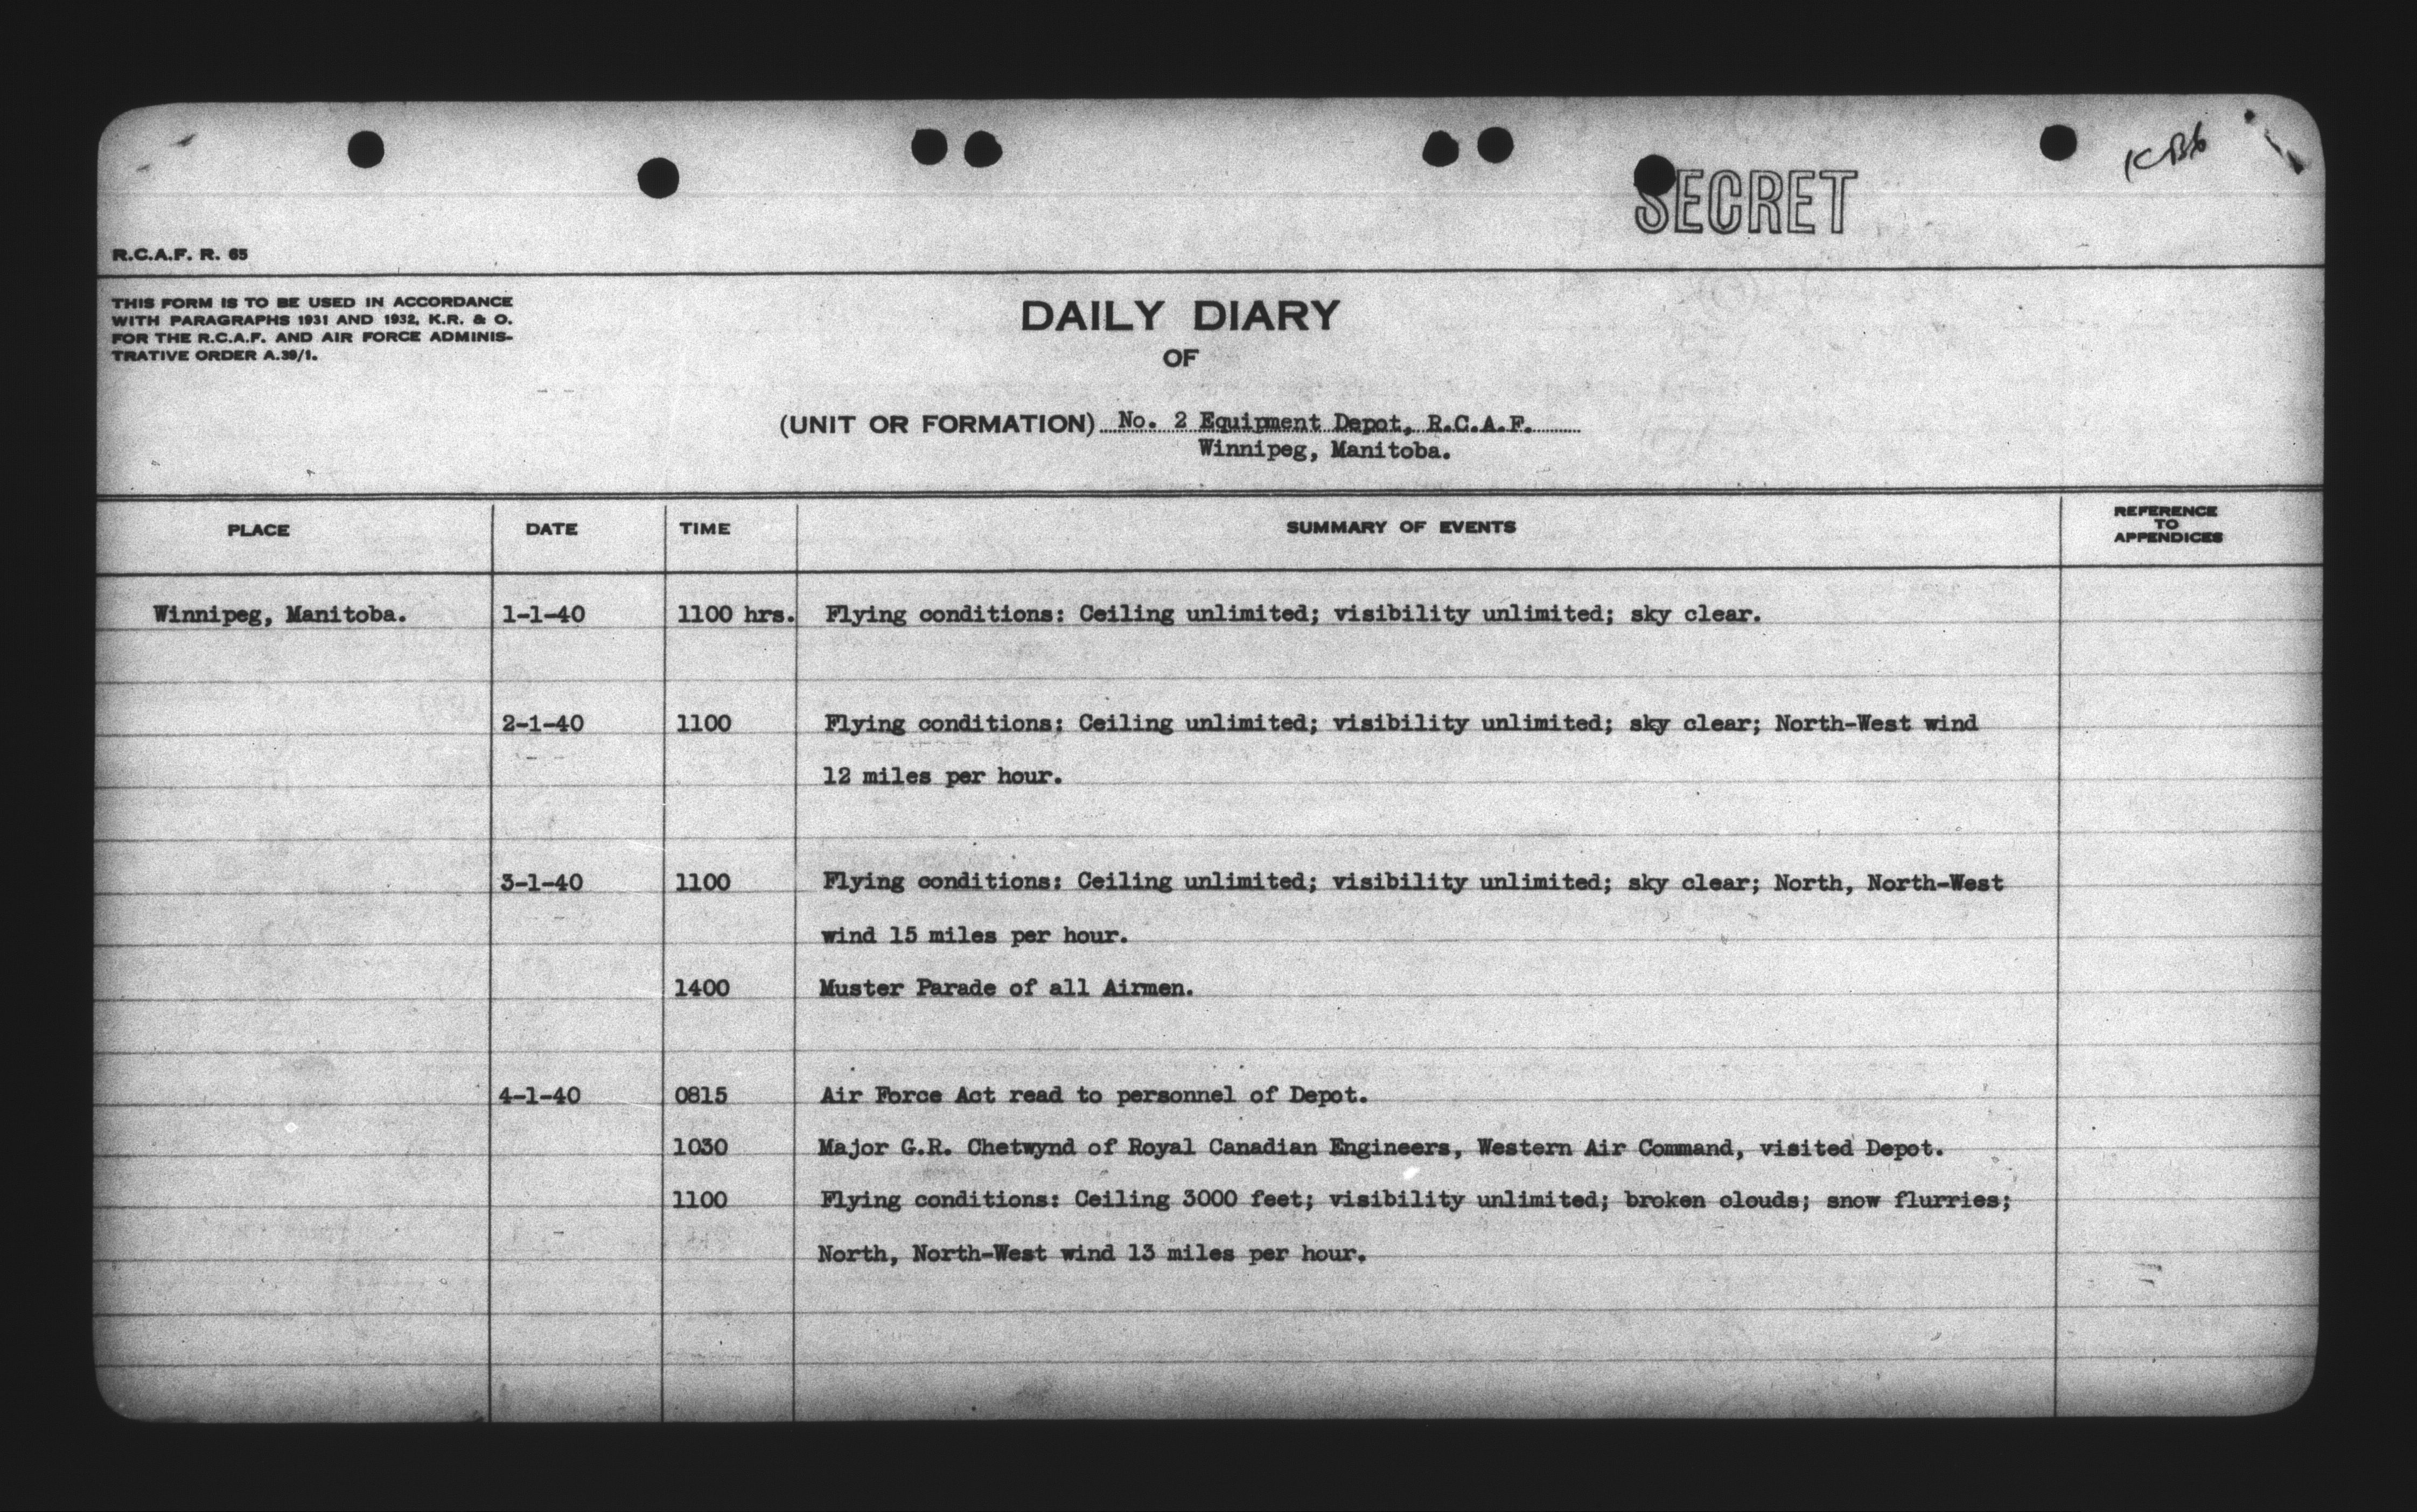 SECRET
R.C.A.F. R. 65
THIS FORM IS TO BE USED IN ACCORDANCE
WITH PARAGRAPHS 1931 AND 1932, K.R. & O.
FOR THE R.C.A.F. AND AIR FORCE ADMINIS-
TRATIVE ORDER A.39/1.
DAILY DIARY
OF
(UNIT OR FORMATION) No. 2 Equipment Depot, R.C.A.F.
Winnipeg, Manitoba.
PLACE DATE TIME SUMMARY OF EVENTS REFERENCE TO APPENDICES
Winnipeg, Manitoba. 1-1-40 1100 hrs. Flying conditions: Ceiling unlimited; visibility unlimited; sky clear.
2-1-40 1100 Flying conditions: Ceiling unlimited; visibility unlimited; sky clear; North-West wind
12 miles per hour.
3-1-40 1100 Flying conditions: Ceiling unlimited; visibility unlimited; sky clear; North, North-West
wind 15 miles per hour.
1400 Muster Parade of all Airmen.
4-1-40 0815 Air Force Act read to personnel of Depot.
1030 Major G.R. Chetwynd of Royal Canadian Engineers, Western Air Command, visited Depot.
1100 Flying conditions: Ceiling 3000 feet; visibility unlimited; broken clouds; snow flurries;
North, North-West wind 13 miles per hour.